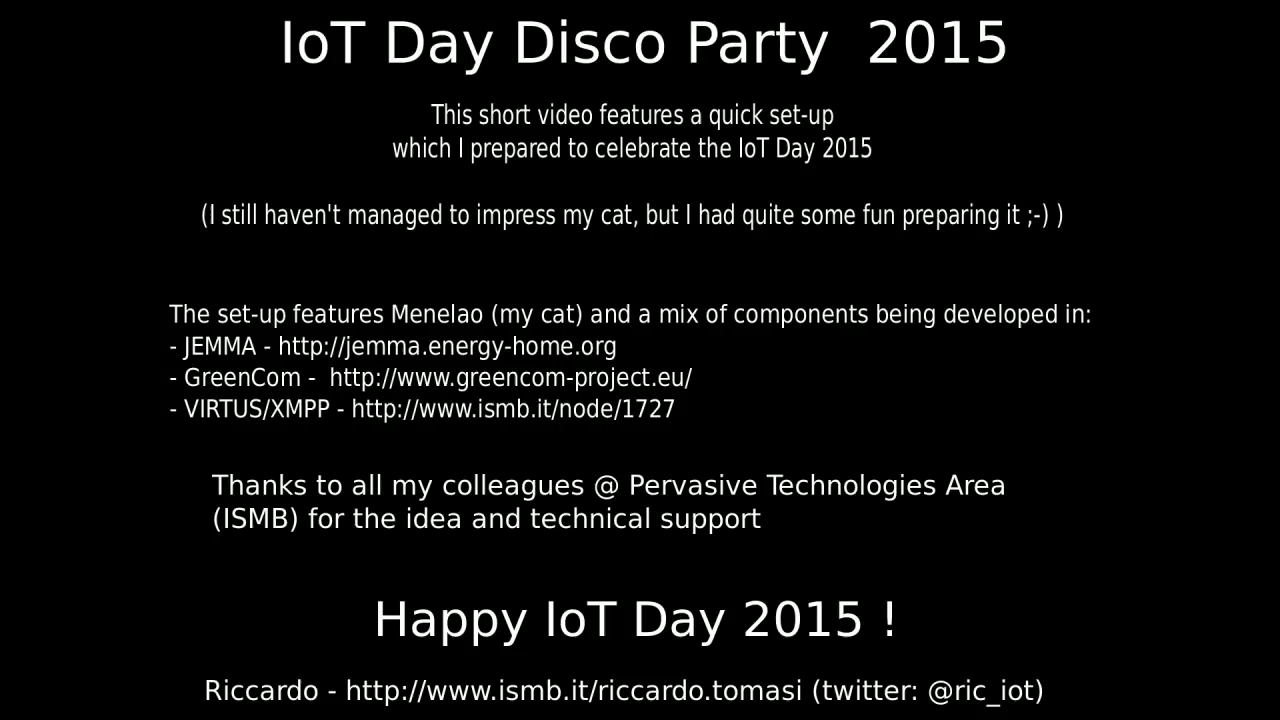 IoT Day Disco Party  2015
This short video features a quick set-up
which I prepared to celebrate the IoT Day 2015
(I still haven't managed to impress my cat, but I had quite some fun preparing it ;-) )
The set-up features Menelao (my cat) and a mix of components being developed in:
- JEMMA - http://jemma.energy-home.org
- GreenCom -  http://www.greencom-project.eu/
- VIRTUS/XMPP - http://www.ismb.it/node/1727
Thanks to all my colleagues @ Pervasive Technologies Area
(ISMB) for the idea and technical support
Happy IoT Day 2015 !
Riccardo - http://www.ismb.it/riccardo.tomasi (twitter: @ric_iot)